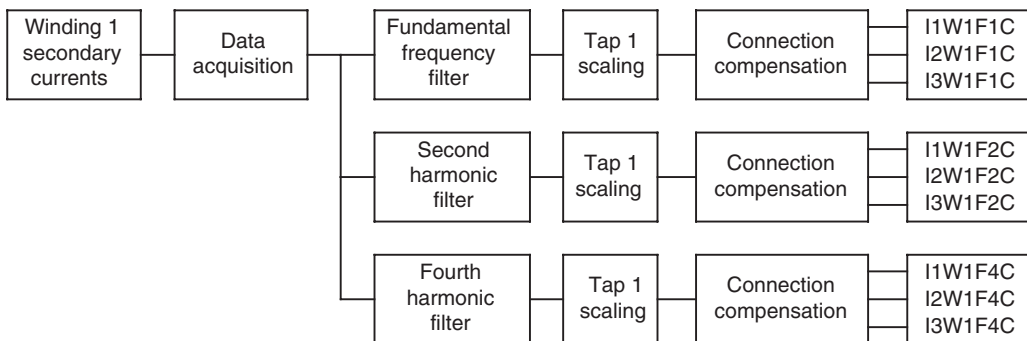 Winding 1
secondary
currents
Data
acquisition
Fundamental
frequency
filter
Tap 1
scaling
Connection
compensation
I1W1F1C
I2W1F1C
I3W1F1C
Second
harmonic
filter
Tap 1
scaling
Connection
compensation
I1W1F2C
I2W1F2C
I3W1F2C
Fourth
harmonic
filter
Tap 1
scaling
Connection
compensation
I1W1F4C
I2W1F4C
I3W1F4C